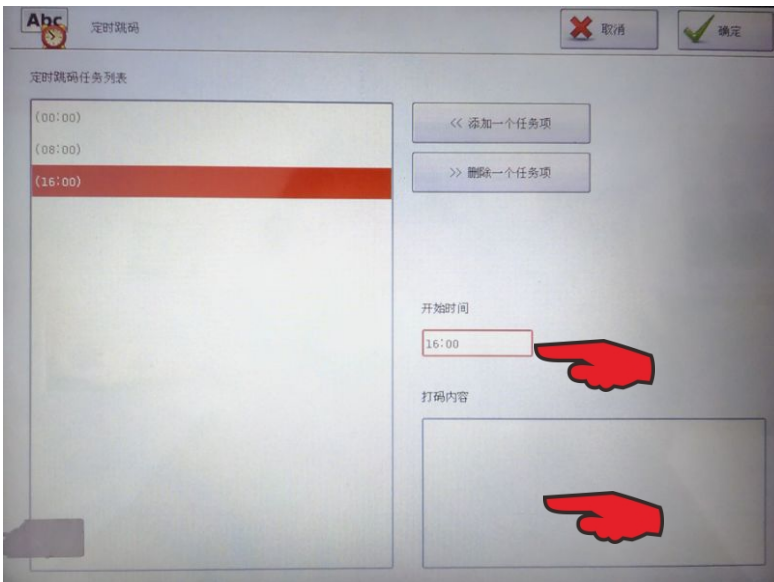 Abc
定时跳码
取消
确定
定时跳码任务列表
(00:00)
(08:00)
(16:00)
<< 添加一个任务项
>> 删除一个任务项
开始时间
16:00
打码内容